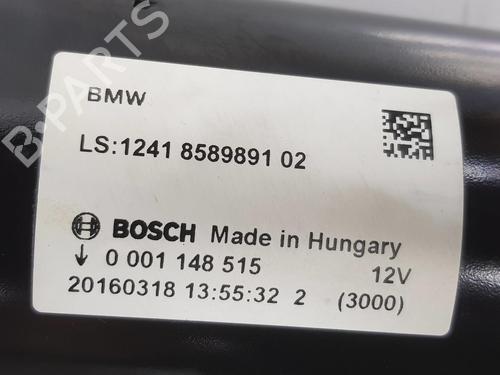 BMW
LS:1241 8589891 02
BOSCH Made in Hungary
↓ 0 001 148 515 12V
20160318 13:55:32 2 (3000)